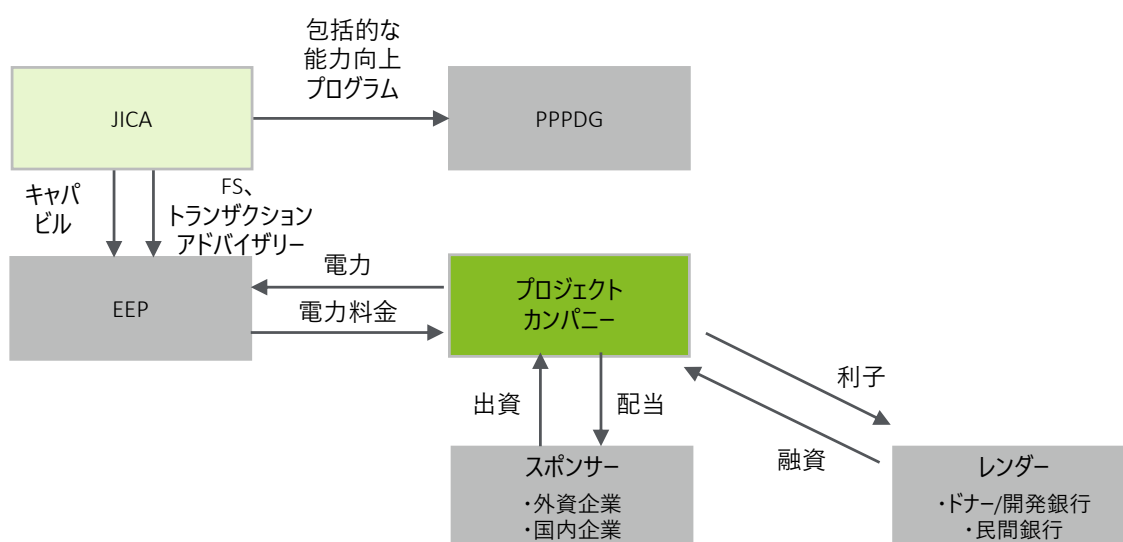 包括的な
能力向上
プログラム
JICA
PPPDG
キャパ
ビル
FS、
トランザクション
アドバイザリー
EEP
電力
電力料金
プロジェクト
カンパニー
利子
出資
配当
融資
スポンサー
・外資企業
・国内企業
レンダー
・ドナー/開発銀行
・民間銀行